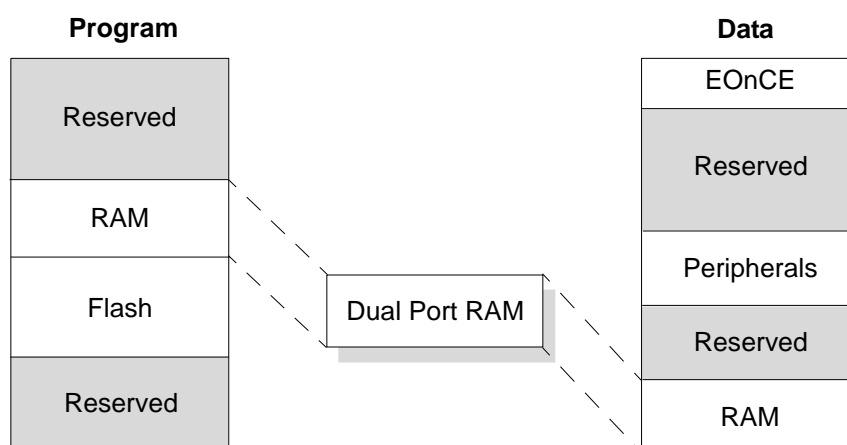 Program
Reserved
RAM
Flash
Reserved
Dual Port RAM
Data
EOnCE
Reserved
Peripherals
Reserved
RAM